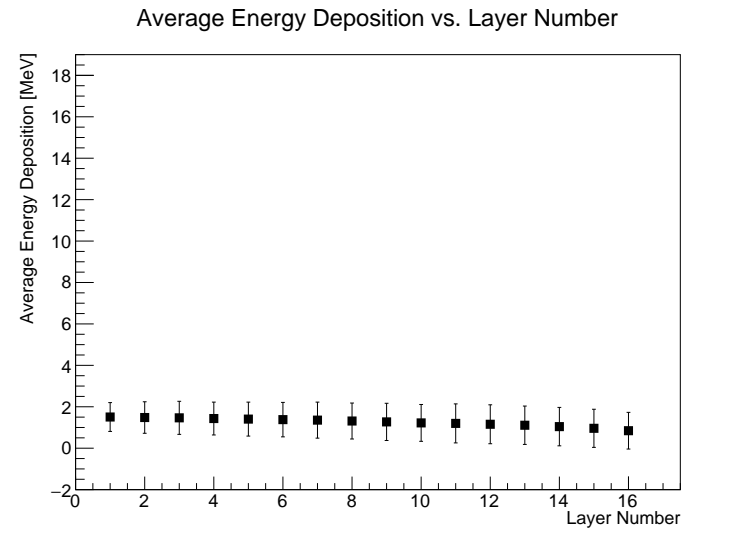 Average Energy Deposition vs. Layer Number
Average Energy Deposition [MeV]
18
16
14
12
10
8
6
4
2
0
−2
0 2 4 6 8 10 12 14 16
Layer Number